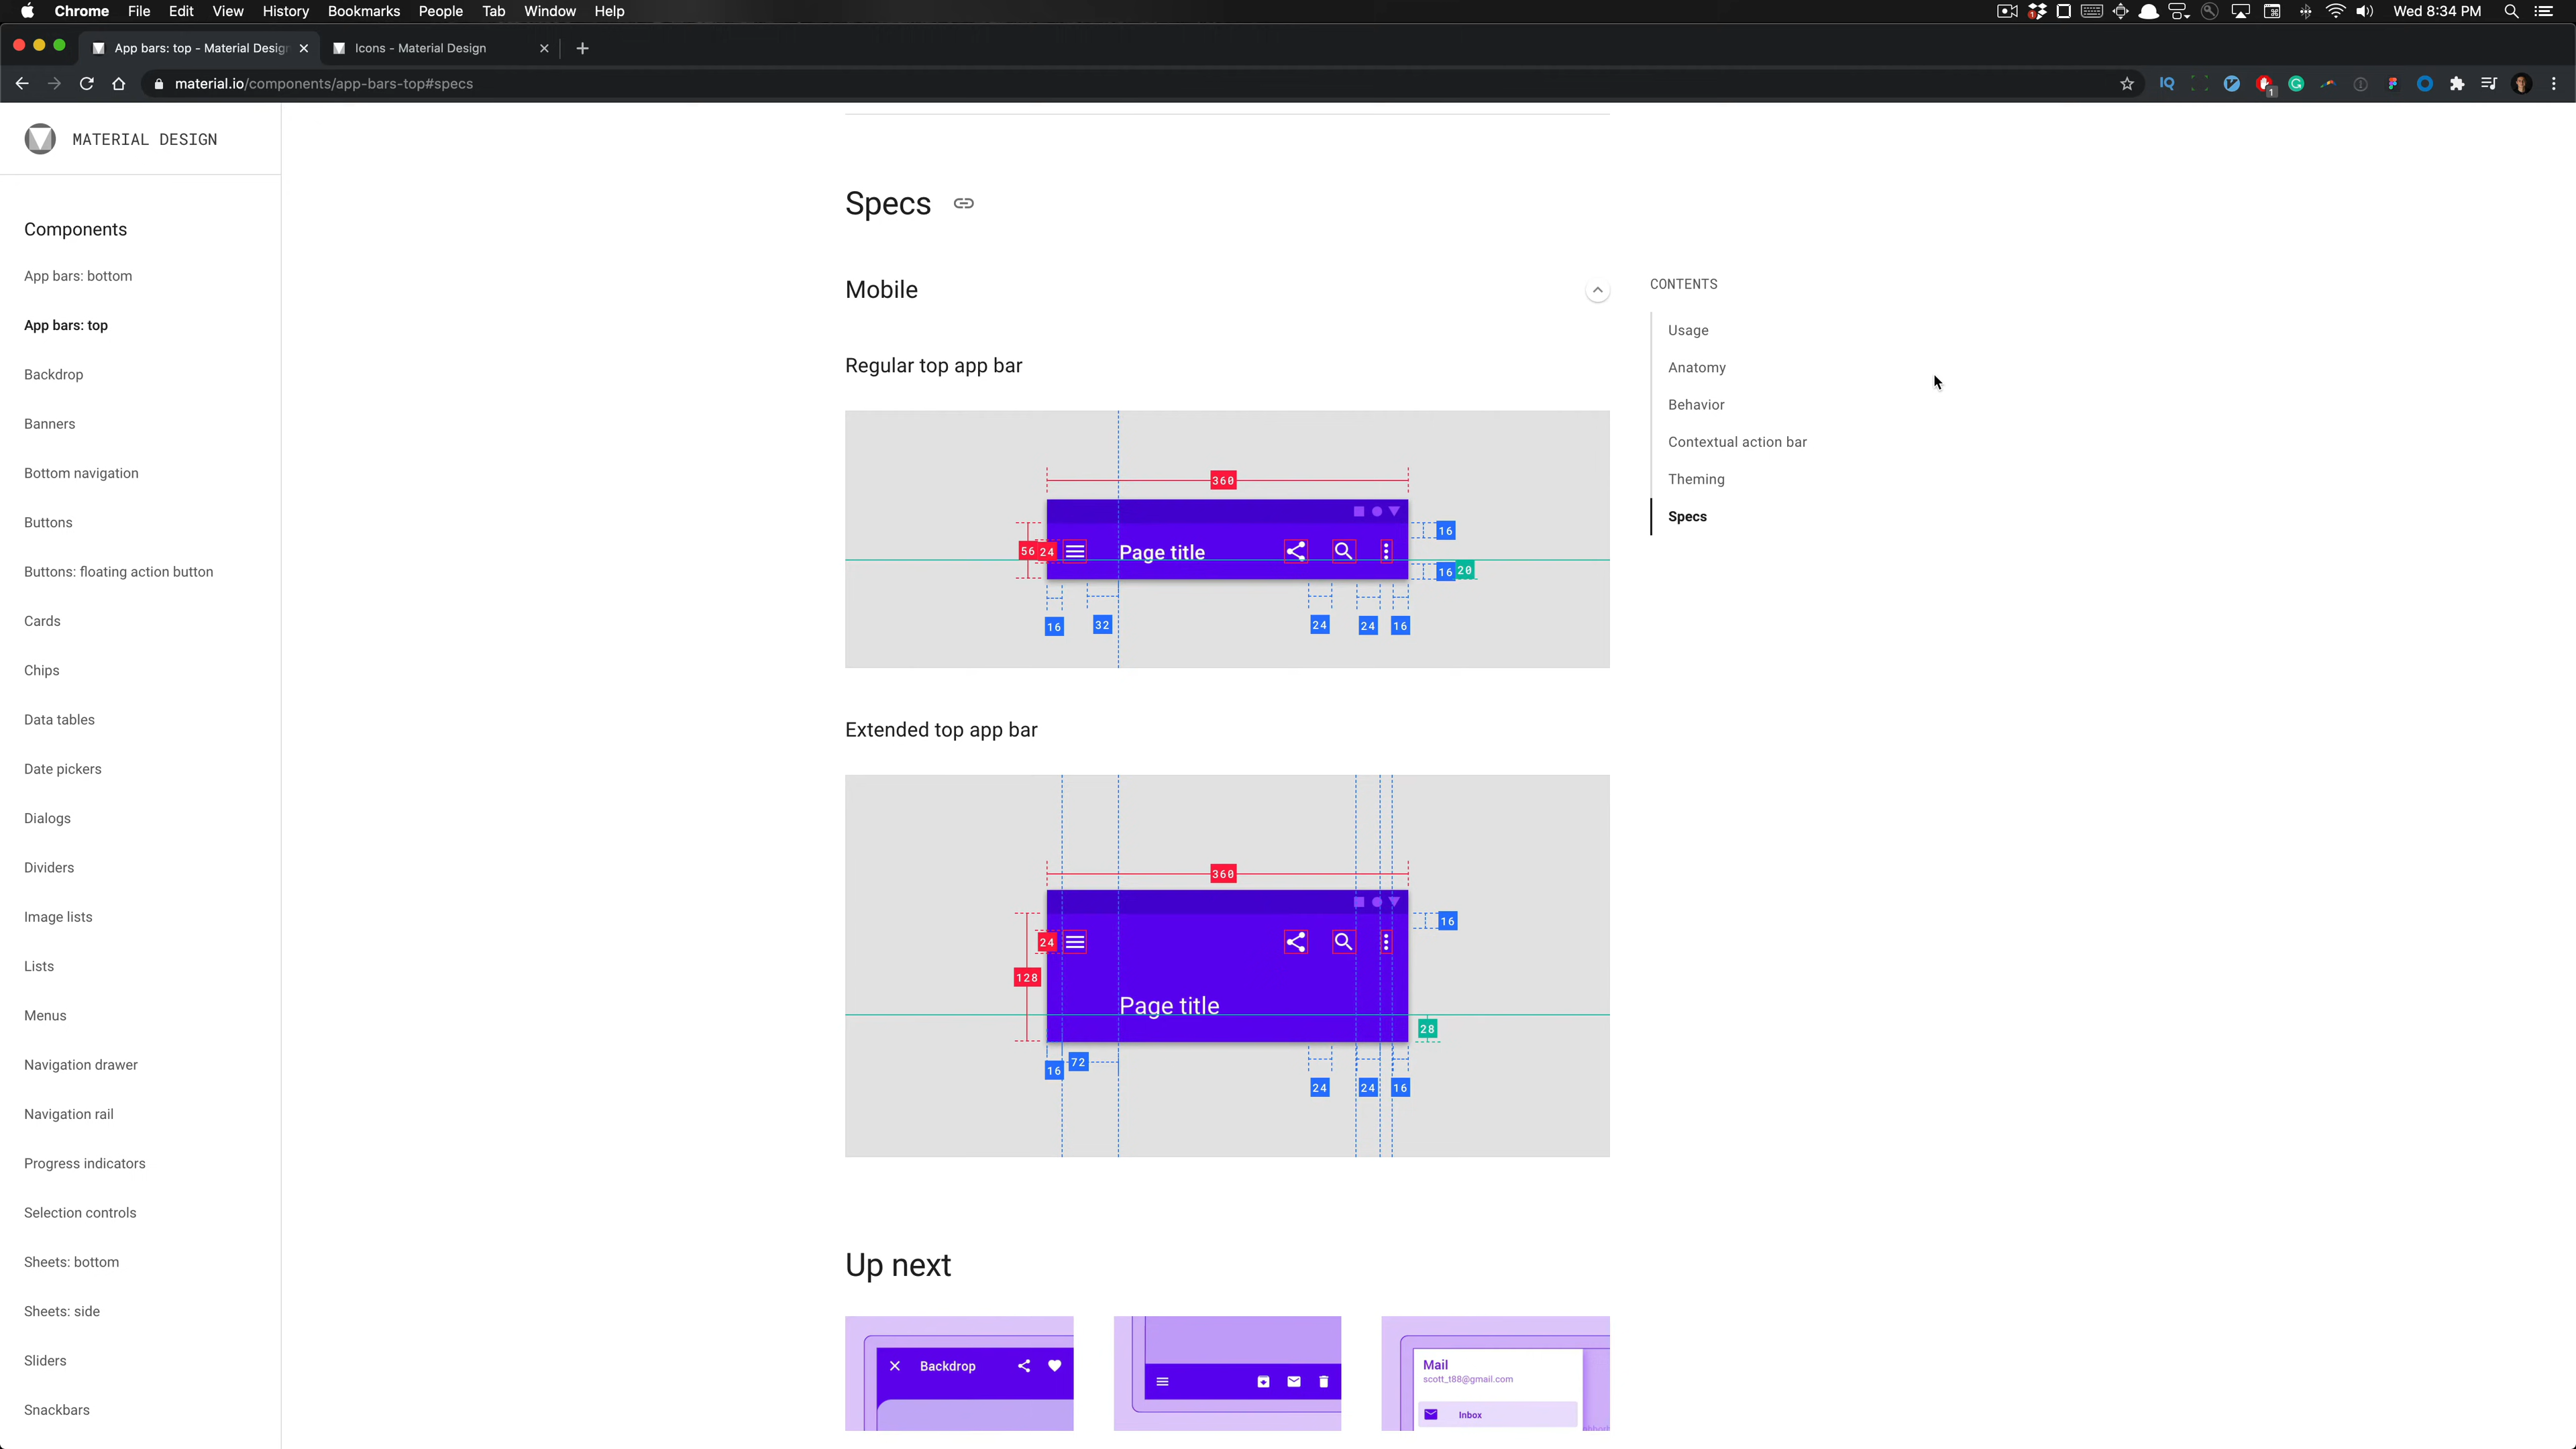 Chrome File Edit View History Bookmarks People Tab Window Help
Wed 8:34 PM
App bars: top - Material Design
Icons - Material Design
material.io/components/app-bars-top#specs
IQ
1
MATERIAL DESIGN
Components
App bars: bottom
App bars: top
Backdrop
Banners
Bottom navigation
Buttons
Buttons: floating action button
Cards
Chips
Data tables
Date pickers
Dialogs
Dividers
Image lists
Lists
Menus
Navigation drawer
Navigation rail
Progress indicators
Selection controls
Sheets: bottom
Sheets: side
Sliders
Snackbars
Specs
Mobile
Regular top app bar
360
16
56 24 Page title
16 20
16 32 24 24 16
Extended top app bar
360
16
24
128
Page title
28
16 72 24 24 16
Up next
Backdrop
Mail
scott_t88@gmail.com
Inbox
CONTENTS
Usage
Anatomy
Behavior
Contextual action bar
Theming
Specs